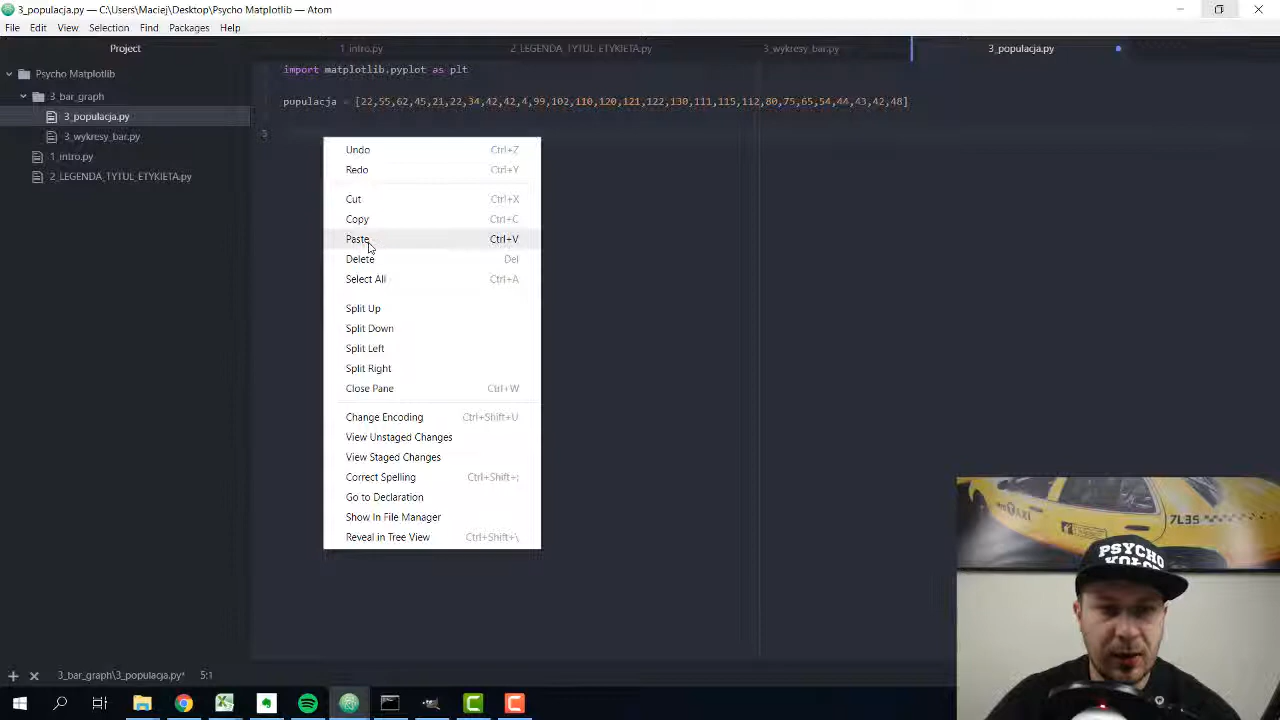 3_populacja.py — C:\Users\Maciej\Desktop\Psycho Matplotlib — Atom
File Edit View Selection Find Packages Help
Project
1_intro.py
2_LEGENDA_TYTUL_ETYKIETA.py
3_wykresy_bar.py
3_populacja.py
Psycho Matplotlib
3_bar_graph
3_populacja.py
3_wykresy_bar.py
1_intro.py
2_LEGENDA_TYTUL_ETYKIETA.py
import matplotlib.pyplot as plt
pupulacja = [22,55,62,45,21,22,34,42,42,4,99,102,110,120,121,122,130,111,115,112,80,75,65,54,44,43,42,48]
5
Undo Ctrl+Z
Redo Ctrl+Y
Cut Ctrl+X
Copy Ctrl+C
Paste Ctrl+V
Delete Del
Select All Ctrl+A
Split Up
Split Down
Split Left
Split Right
Close Pane Ctrl+W
Change Encoding Ctrl+Shift+U
View Unstaged Changes
View Staged Changes
Correct Spelling Ctrl+Shift+;
Go to Declaration
Show In File Manager
Reveal in Tree View Ctrl+Shift+\
7L35
PSYCHO
3_bar_graph\3_populacja.py* 5:1